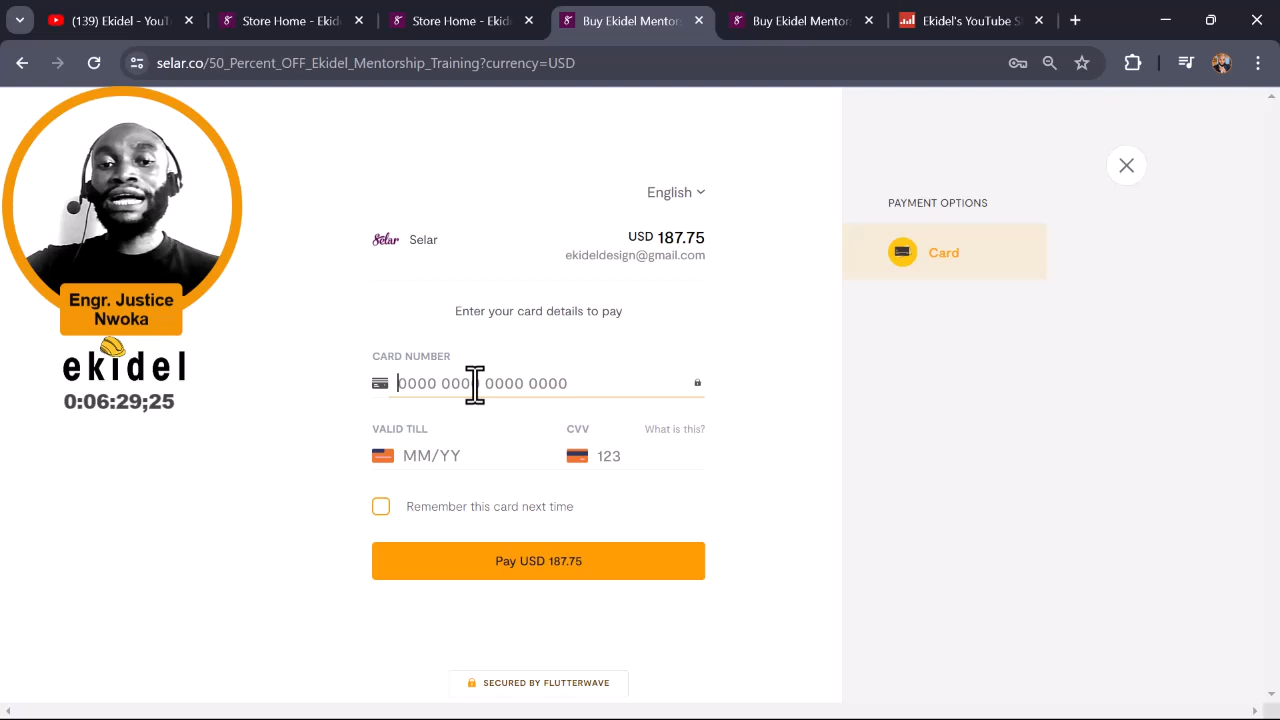 (139) Ekidel - YouT
Store Home - Ekide
Store Home - Ekida
Buy Ekidel Mentor
Buy Ekidel Mentor
Ekidel's YouTube S
selar.co/50_Percent_OFF_Ekidel_Mentorship_Training?currency=USD
English
PAYMENT OPTIONS
Selar Selar
USD 187.75
ekideldesign@gmail.com
Card
Enter your card details to pay
Engr. Justice
Nwoka
ekidel
0:06:29;25
CARD NUMBER
0000 0000 0000 0000
VALID TILL
CVV
What is this?
MM/YY
123
Remember this card next time
Pay USD 187.75
SECURED BY FLUTTERWAVE